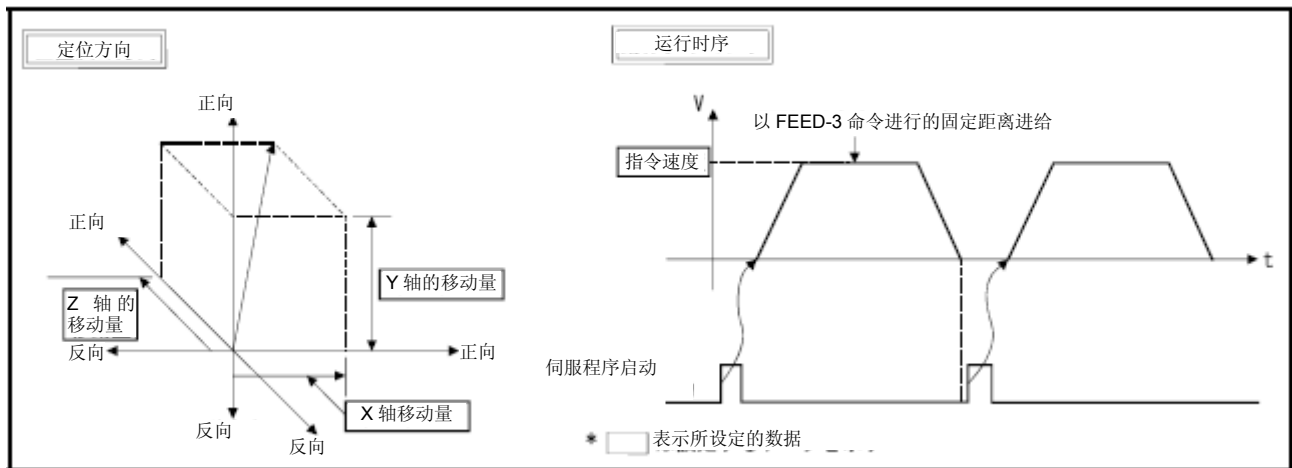 定位方向
正向
正向
Z 轴 的
移动量
反向
反向
反向
正向
Y 轴的移动量
X 轴移动量
运行时序
V
以 FEED-3 命令进行的固定距离进给
指令速度
t
伺服程序启动
* 表示所设定的数据